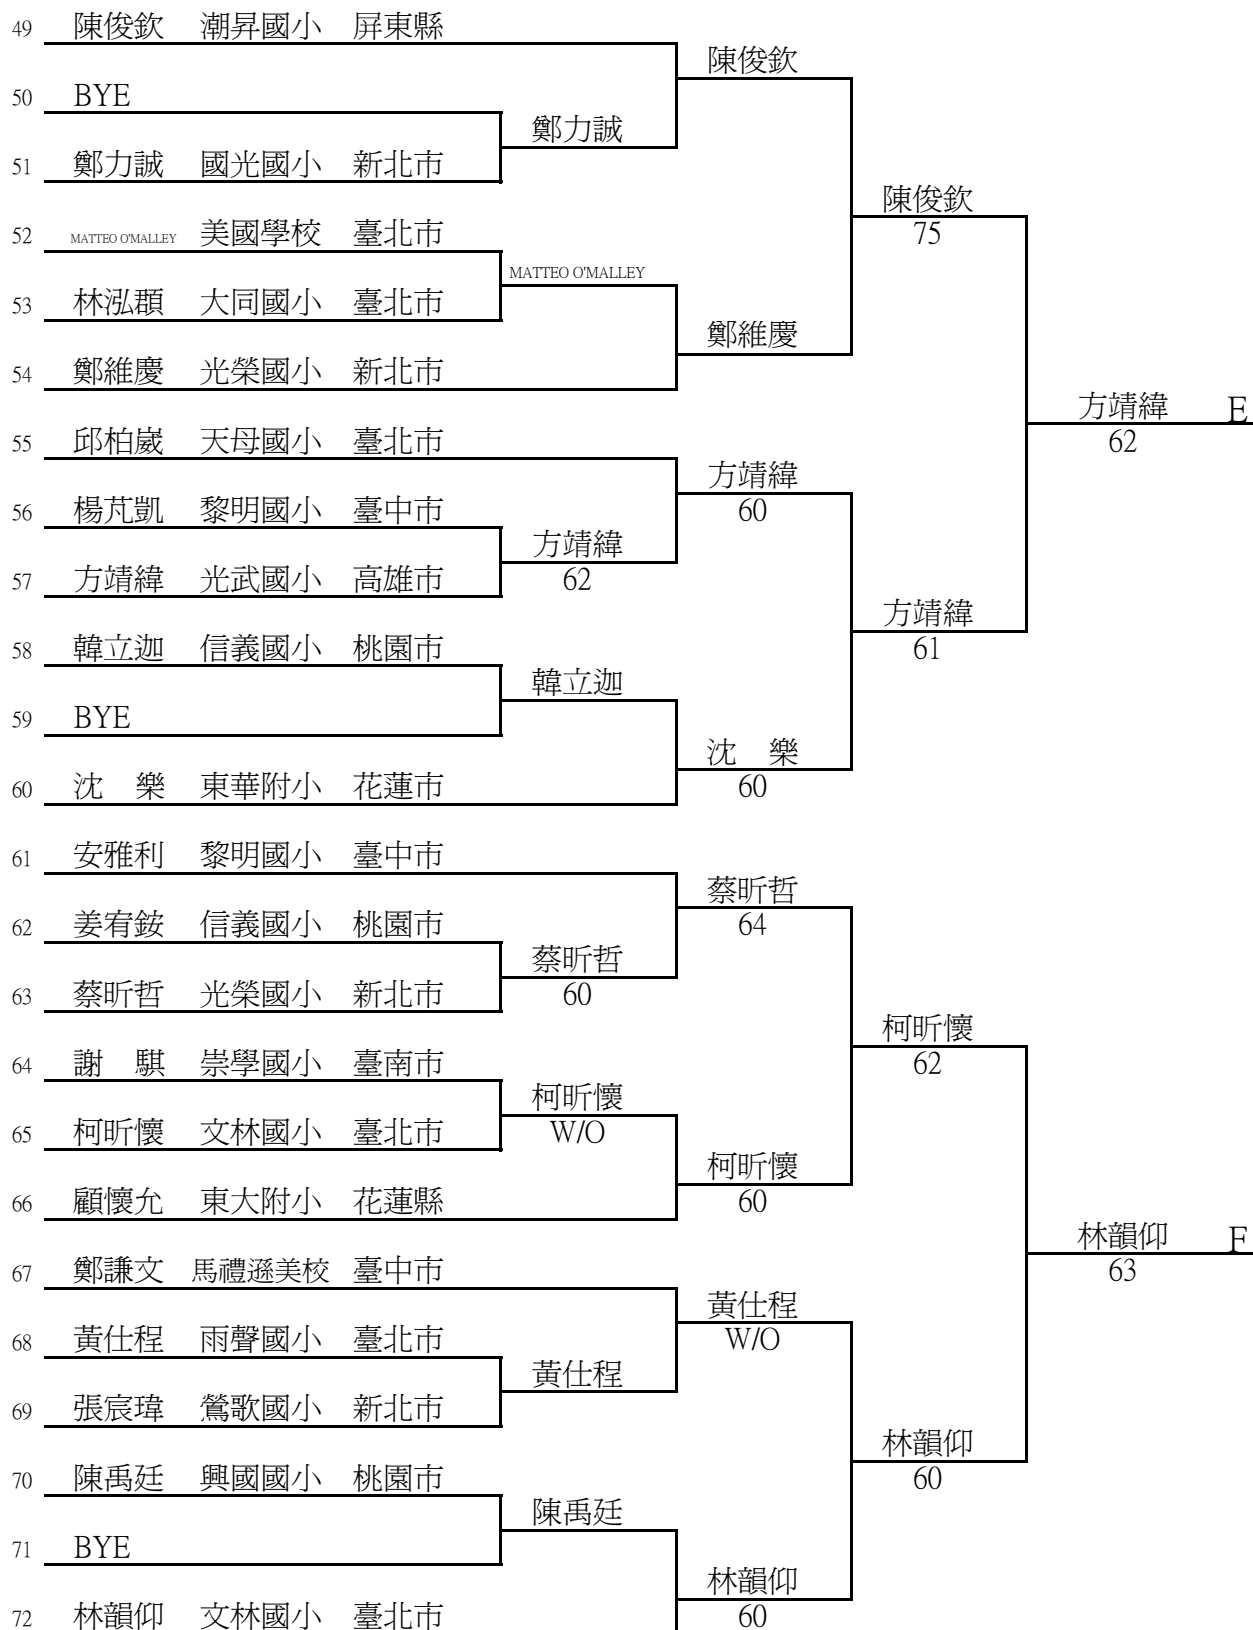 49 陳俊欽 潮昇國小 屏東縣
陳俊欽
50 BYE
鄭力誠
51 鄭力誠 國光國小 新北市
陳俊欽
75
52 MATTEO O'MALLEY 美國學校 臺北市
MATTEO O'MALLEY
53 林泓頵 大同國小 臺北市
鄭維慶
54 鄭維慶 光榮國小 新北市
方靖緯 E
62
55 邱柏崴 天母國小 臺北市
方靖緯
60
56 楊芃凱 黎明國小 臺中市
方靖緯
62
57 方靖緯 光武國小 高雄市
方靖緯
61
58 韓立迦 信義國小 桃園市
韓立迦
59 BYE
沈 樂
60
60 沈 樂 東華附小 花蓮市
61 安雅利 黎明國小 臺中市
蔡昕哲
64
62 姜宥銨 信義國小 桃園市
蔡昕哲
60
63 蔡昕哲 光榮國小 新北市
柯昕懷
62
64 謝 騏 崇學國小 臺南市
柯昕懷
W/O
65 柯昕懷 文林國小 臺北市
柯昕懷
60
66 顧懷允 東大附小 花蓮縣
林韻仰 F
63
67 鄭謙文 馬禮遜美校 臺中市
黃仕程
W/O
68 黃仕程 雨聲國小 臺北市
黃仕程
69 張宸瑋 鶯歌國小 新北市
林韻仰
60
70 陳禹廷 興國國小 桃園市
陳禹廷
71 BYE
林韻仰
60
72 林韻仰 文林國小 臺北市